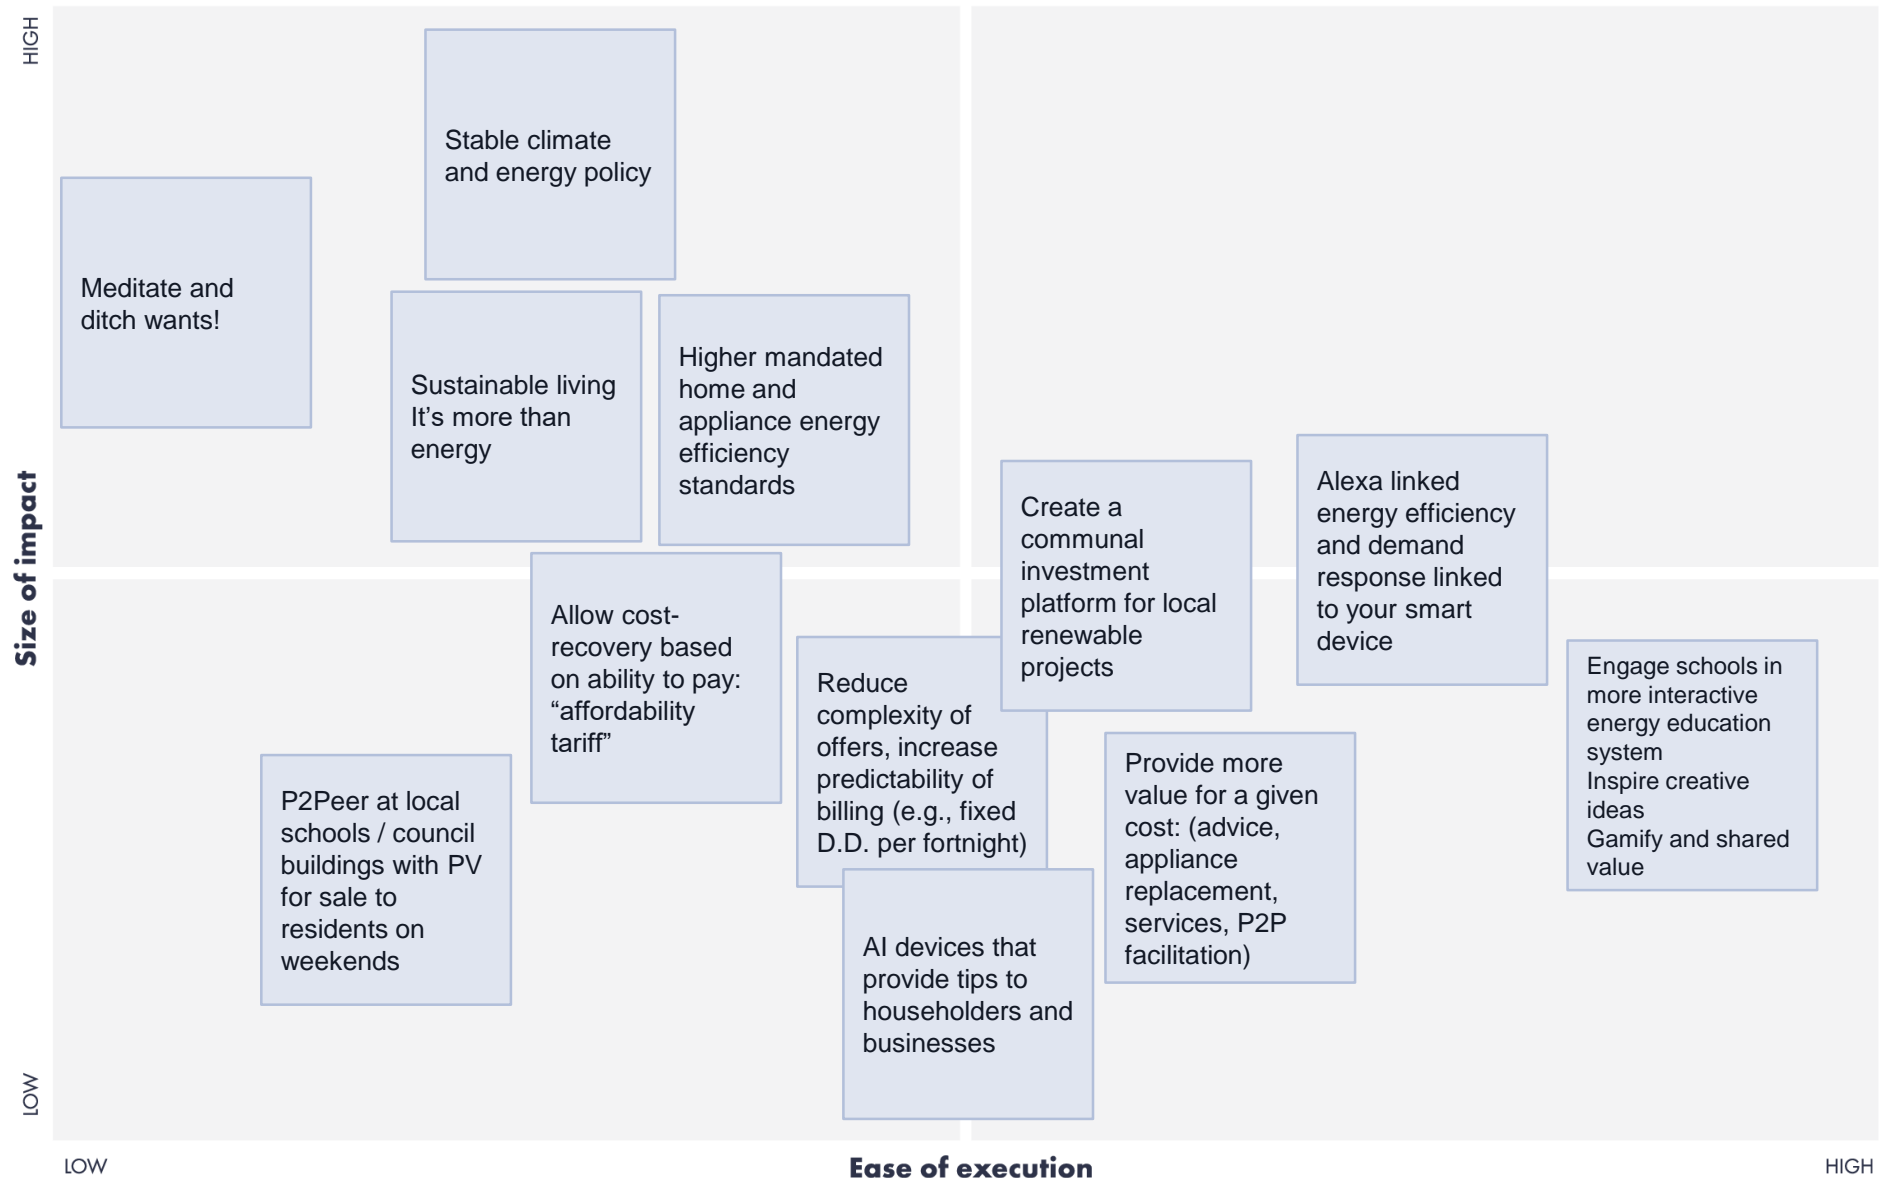 HIGH
Stable climate
and energy policy
Meditate and
ditch wants!
Sustainable living
It’s more than
energy
Higher mandated
home and
appliance energy
efficiency
standards
Create a
communal
investment
platform for local
renewable
projects
Alexa linked
energy efficiency
and demand
response linked
to your smart
device
Size of impact
Allow cost-
recovery based
on ability to pay:
“affordability
tariff”
Reduce
complexity of
offers, increase
predictability of
billing (e.g., fixed
D.D. per fortnight)
Engage schools in
more interactive
energy education
system
Inspire creative
ideas
Gamify and shared
value
P2Peer at local
schools / council
buildings with PV
for sale to
residents on
weekends
Provide more
value for a given
cost: (advice,
appliance
replacement,
services, P2P
facilitation)
AI devices that
provide tips to
householders and
businesses
LOW
LOW
Ease of execution
HIGH